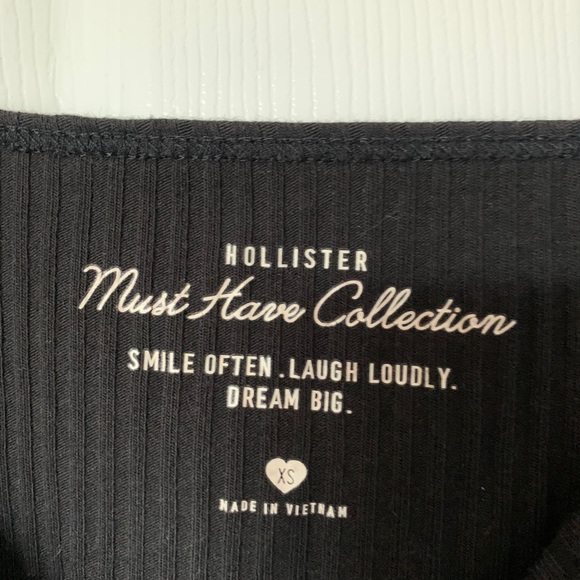 HOLLISTER
Must Have Collection
SMILE OFTEN .LAUGH LOUDLY.
DREAM BIG.
XS
MADE IN VIETNAM